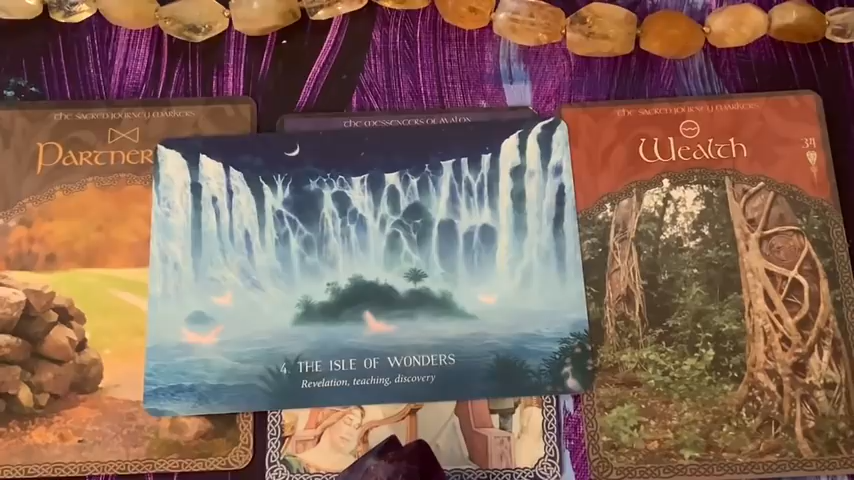 The Sacred Journey Markers
Partner
The Messengers of Avalon
The Sacred Journey Markers
Wealth
34
4. THE ISLE OF WONDERS
Revelation, teaching, discovery